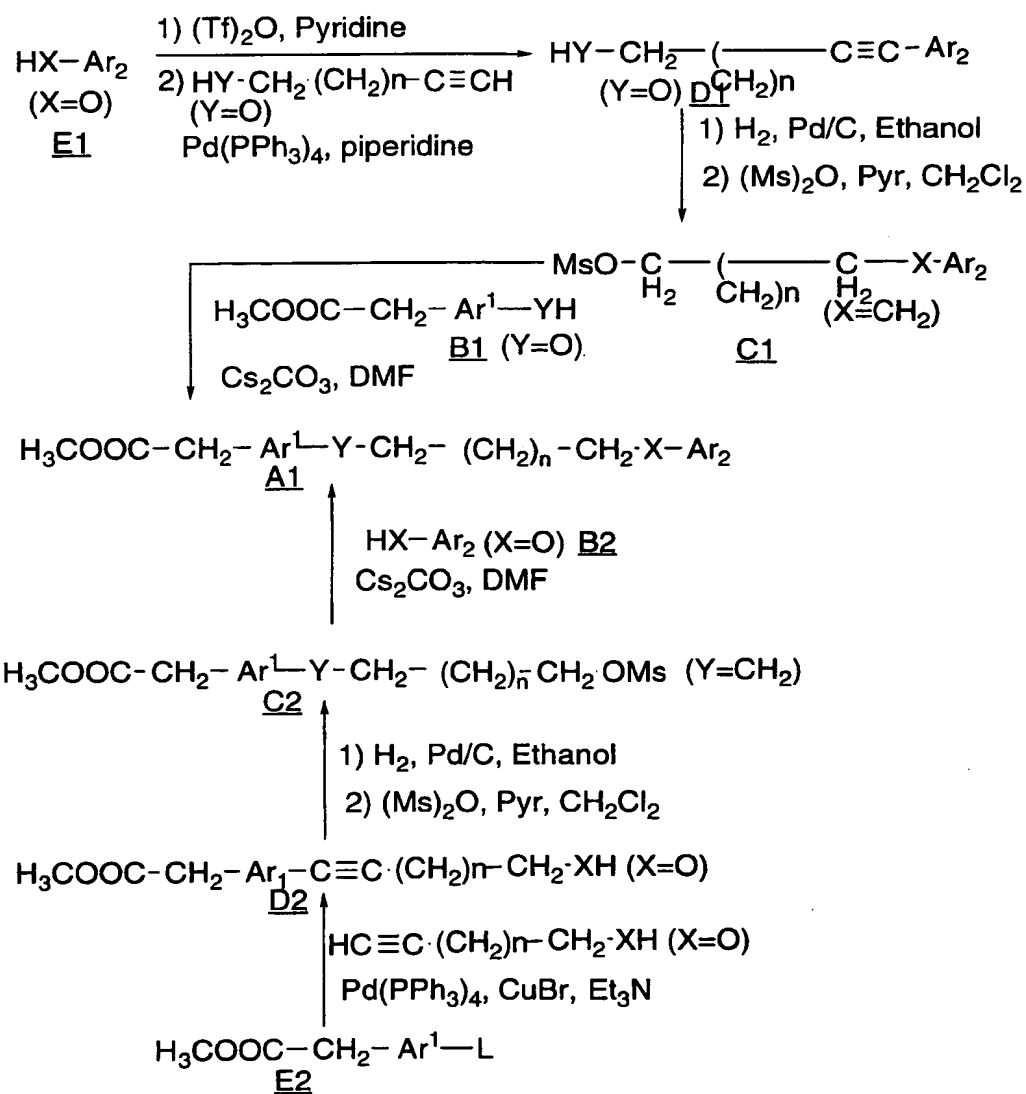 1) (Tf)₂O, Pyridine
HX–Ar₂
(X=O)
E1
2) HY-CH₂·(CH₂)n–C≡CH
(Y=O)
Pd(PPh₃)₄, piperidine
HY–CH₂—(———C≡C–Ar₂
(Y=O) D1 CH₂)n
1) H₂, Pd/C, Ethanol
2) (Ms)₂O, Pyr, CH₂Cl₂
MsO–C—(———C—X-Ar₂
H₂ CH₂)n H₂
(X=CH₂)
C1
H₃COOC–CH₂–Ar¹—YH
B1 (Y=O).
Cs₂CO₃, DMF
H₃COOC–CH₂–Ar¹–Y-CH₂– (CH₂)ₙ–CH₂·X–Ar₂
A1
HX–Ar₂ (X=O) B2
Cs₂CO₃, DMF
H₃COOC-CH₂–Ar¹–Y-CH₂– (CH₂)ₙ–CH₂·OMs (Y=CH₂)
C2
1) H₂, Pd/C, Ethanol
2) (Ms)₂O, Pyr, CH₂Cl₂
H₃COOC–CH₂–Ar₁–C≡C·(CH₂)n–CH₂-XH (X=O)
D2
HC≡C·(CH₂)n–CH₂-XH (X=O)
Pd(PPh₃)₄, CuBr, Et₃N
H₃COOC–CH₂–Ar¹—L
E2